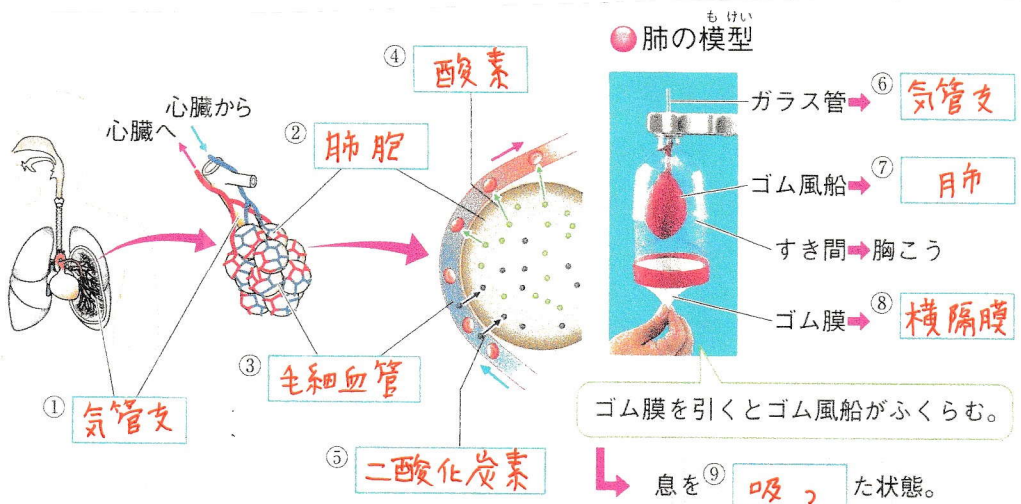 肺の模型
もけい
④ 酸素
心臓から
心臓へ
② 肺胞
ガラス管 ⑥ 気管支
ゴム風船 ⑦ 肺
すき間 胸こう
ゴム膜 ⑧ 横隔膜
③ 毛細血管
① 気管支
⑤ 二酸化炭素
ゴム膜を引くとゴム風船がふくらむ。
息を ⑨ 吸っ た状態。